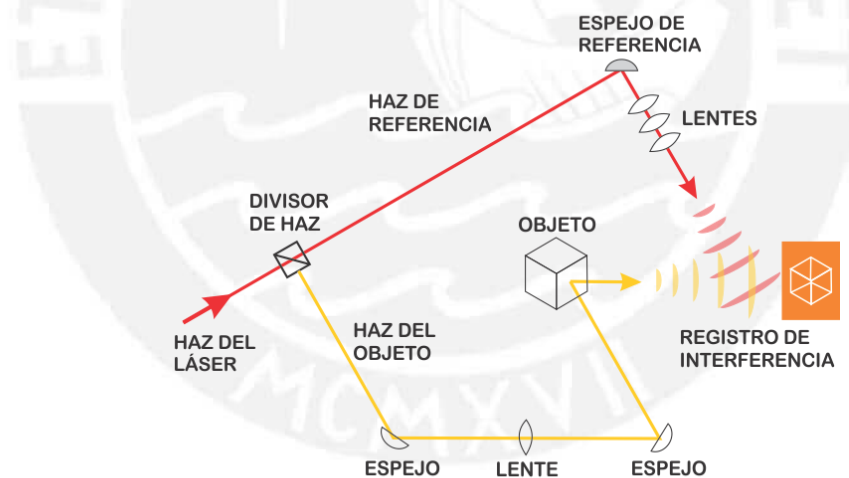 ESPEJO DE
REFERENCIA
HAZ DE
REFERENCIA
LENTES
DIVISOR
DE HAZ
OBJETO
HAZ DEL
LÁSER
HAZ DEL
OBJETO
REGISTRO DE
INTERFERENCIA
ESPEJO
LENTE
ESPEJO
MCMXVII